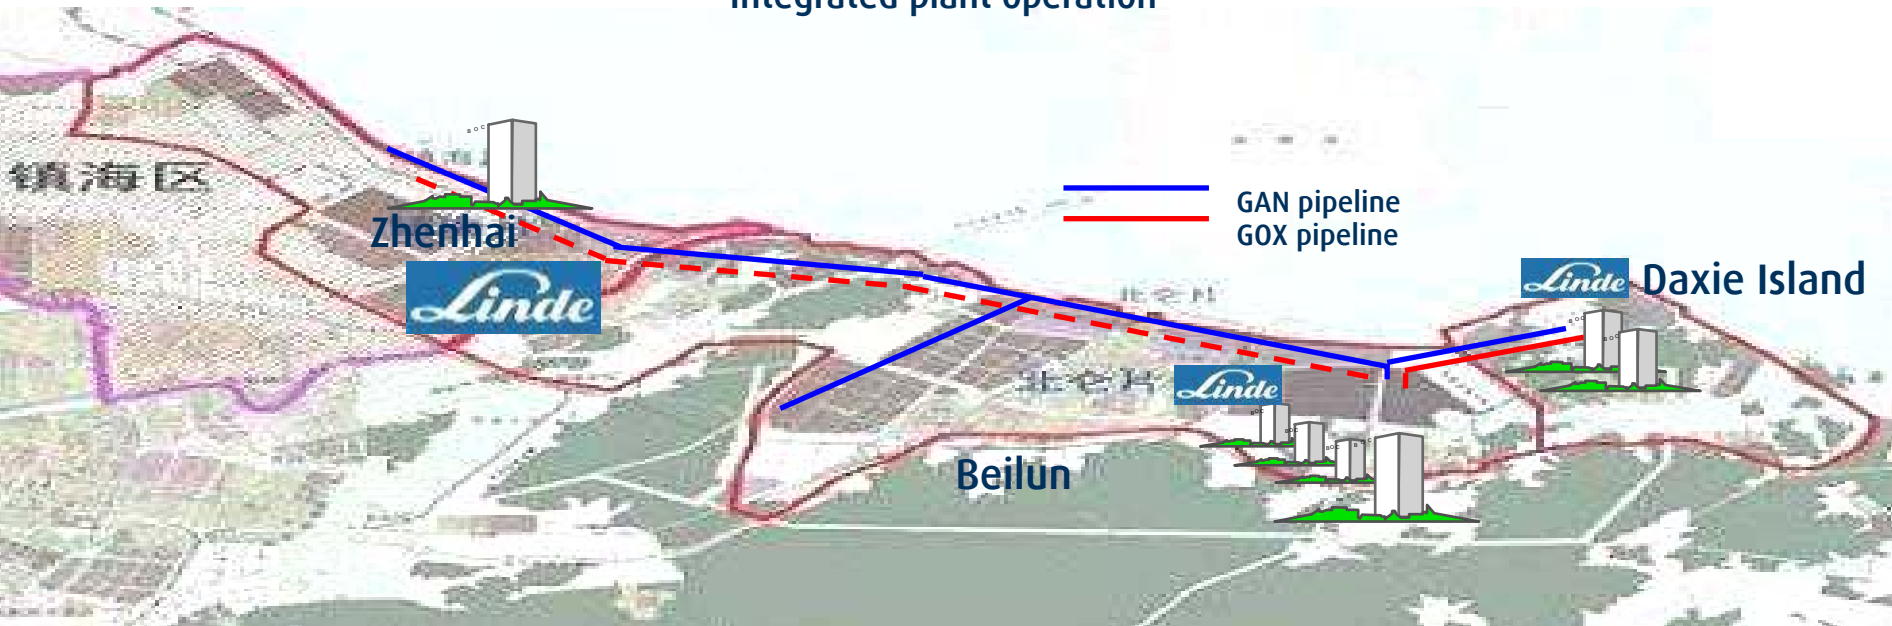 Integrated plant operation
镇海区
Zhenhai
Linde
GAN pipeline
GOX pipeline
Linde
Daxie Island
Linde
Beilun